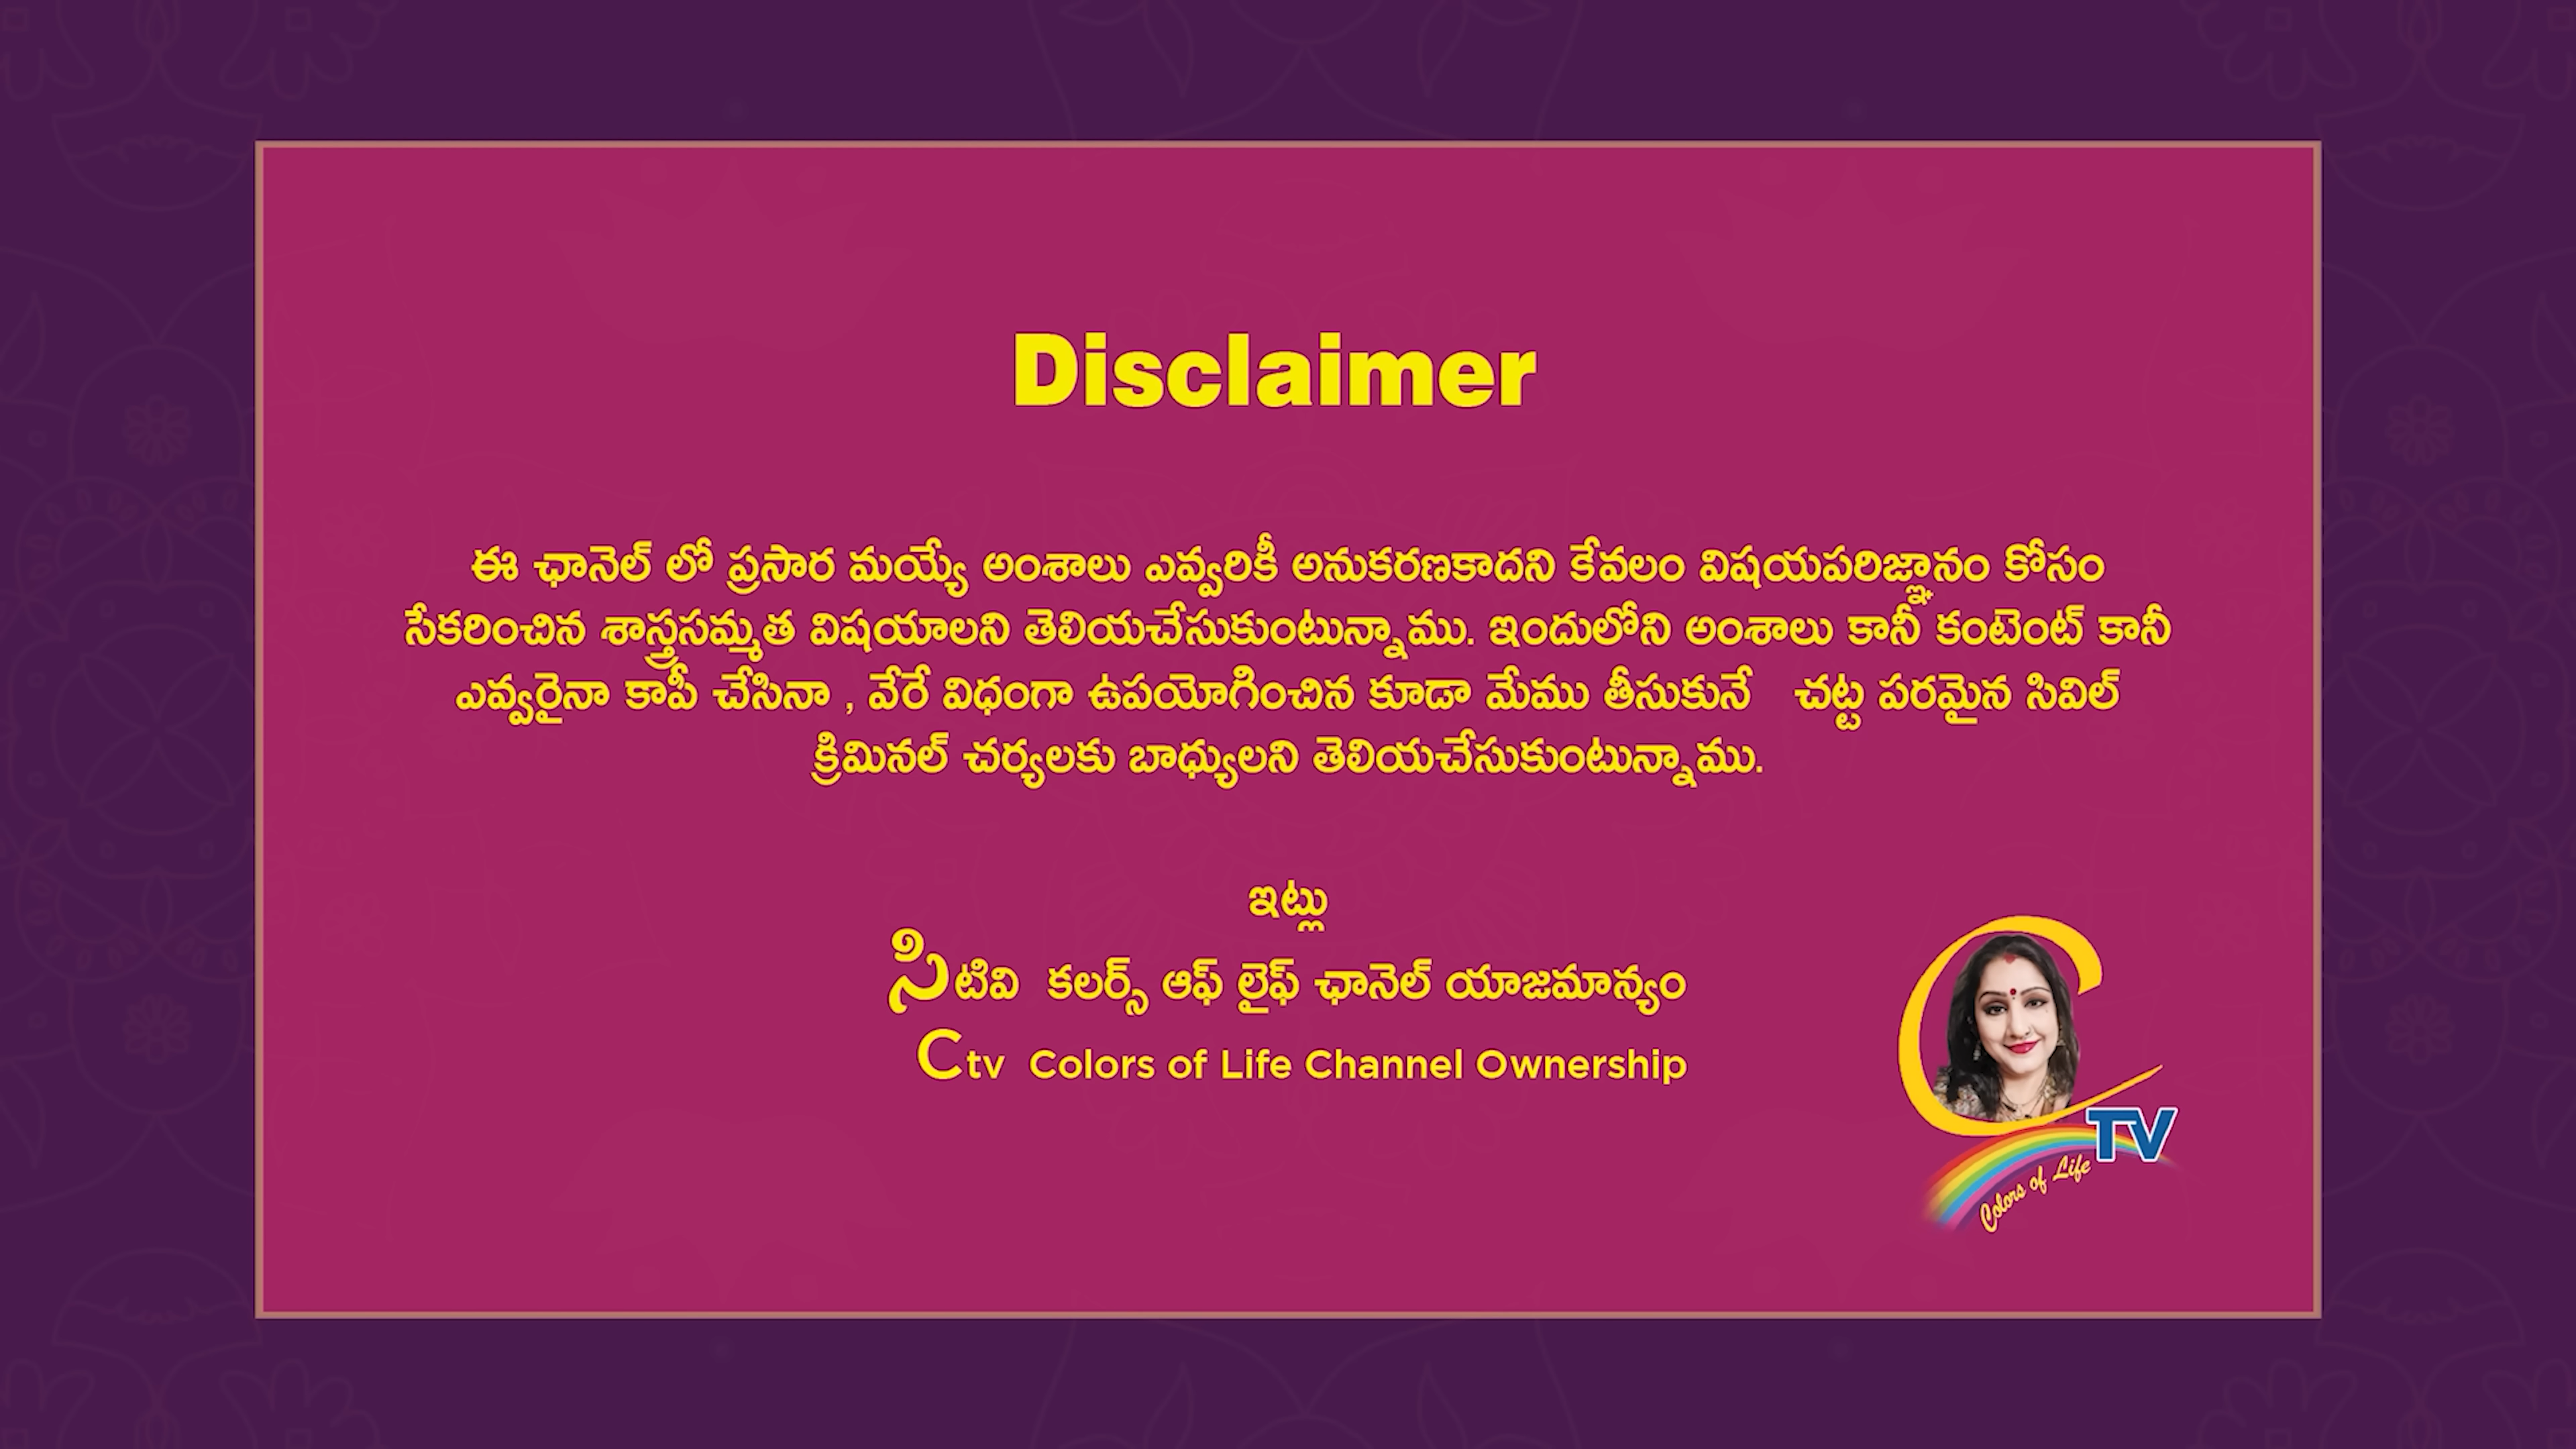 Disclaimer
ఈ ఛానెల్ లో ప్రసార మయ్యే అంశాలు ఎవ్వరికీ అనుకరణకాదని కేవలం విషయపరిజ్ఞానం కోసం
సేకరించిన శాస్త్రసమ్మత విషయాలని తెలియచేసుకుంటున్నాము. ఇందులోని అంశాలు కానీ కంటెంట్ కానీ
ఎవ్వరైనా కాపీ చేసినా , వేరే విధంగా ఉపయోగించిన కూడా మేము తీసుకునే చట్ట పరమైన సివిల్
క్రిమినల్ చర్యలకు బాధ్యులని తెలియచేసుకుంటున్నాము.
ఇట్లు
సిటివి కలర్స్ ఆఫ్ లైఫ్ ఛానెల్ యాజమాన్యం
Ctv Colors of Life Channel Ownership
C TV
Colors of Life